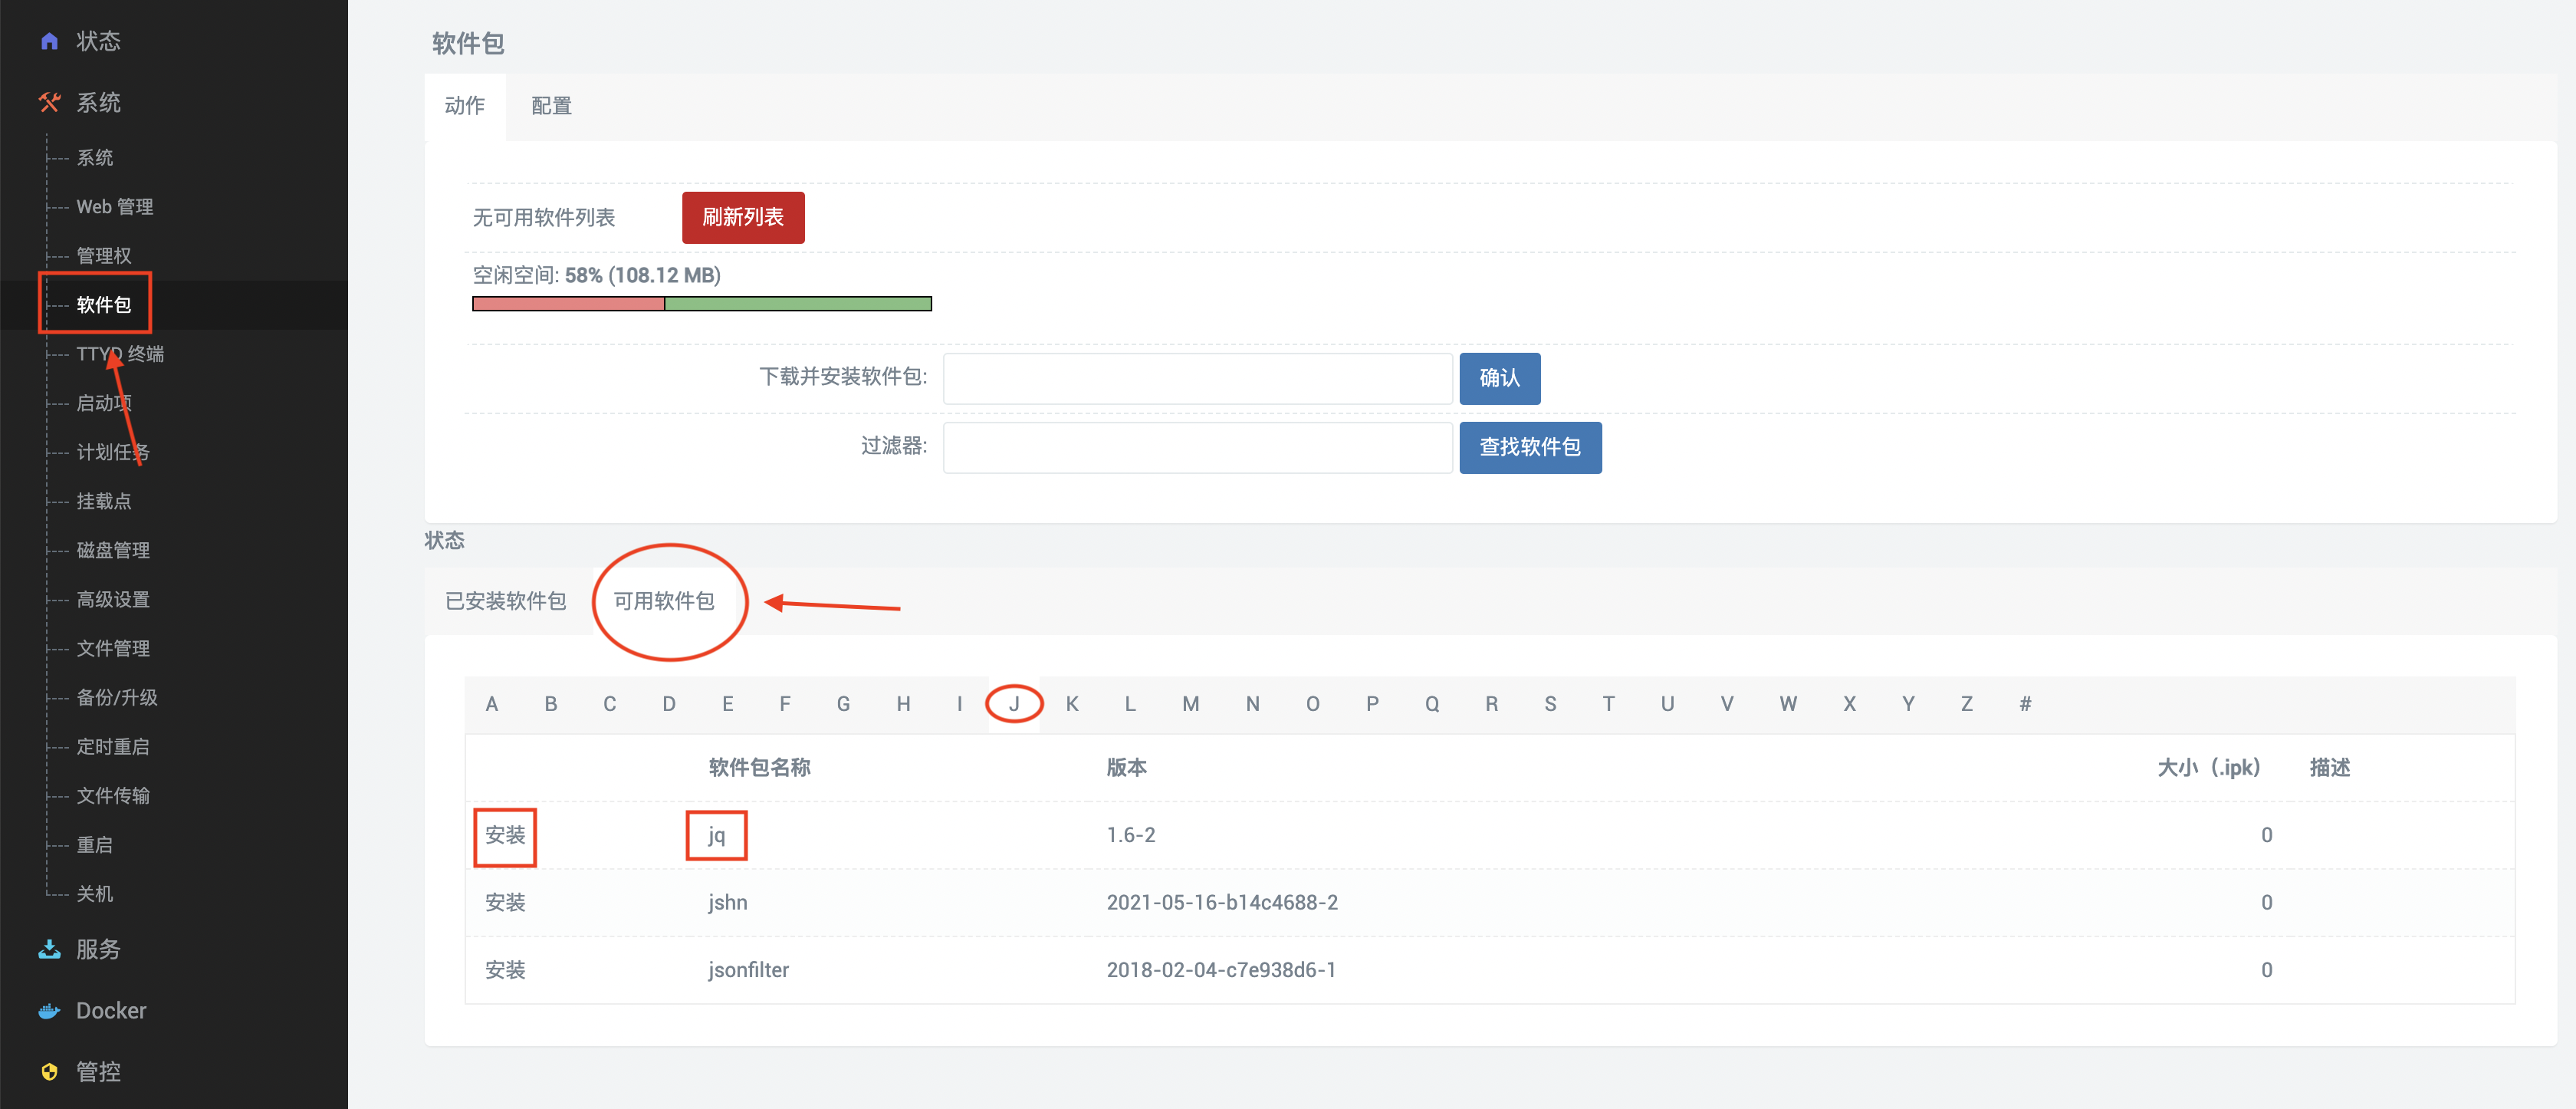 状态
系统
系统
Web 管理
管理权
软件包
TTYD 终端
启动项
计划任务
挂载点
磁盘管理
高级设置
文件管理
备份/升级
定时重启
文件传输
重启
关机
服务
Docker
管控
软件包
动作 配置
无可用软件列表 刷新列表
空闲空间: 58% (108.12 MB)
下载并安装软件包: 确认
过滤器: 查找软件包
状态
已安装软件包 可用软件包
A B C D E F G H I J K L M N O P Q R S T U V W X Y Z #
软件包名称 版本 大小（.ipk） 描述
安装 jq 1.6-2 0
安装 jshn 2021-05-16-b14c4688-2 0
安装 jsonfilter 2018-02-04-c7e938d6-1 0